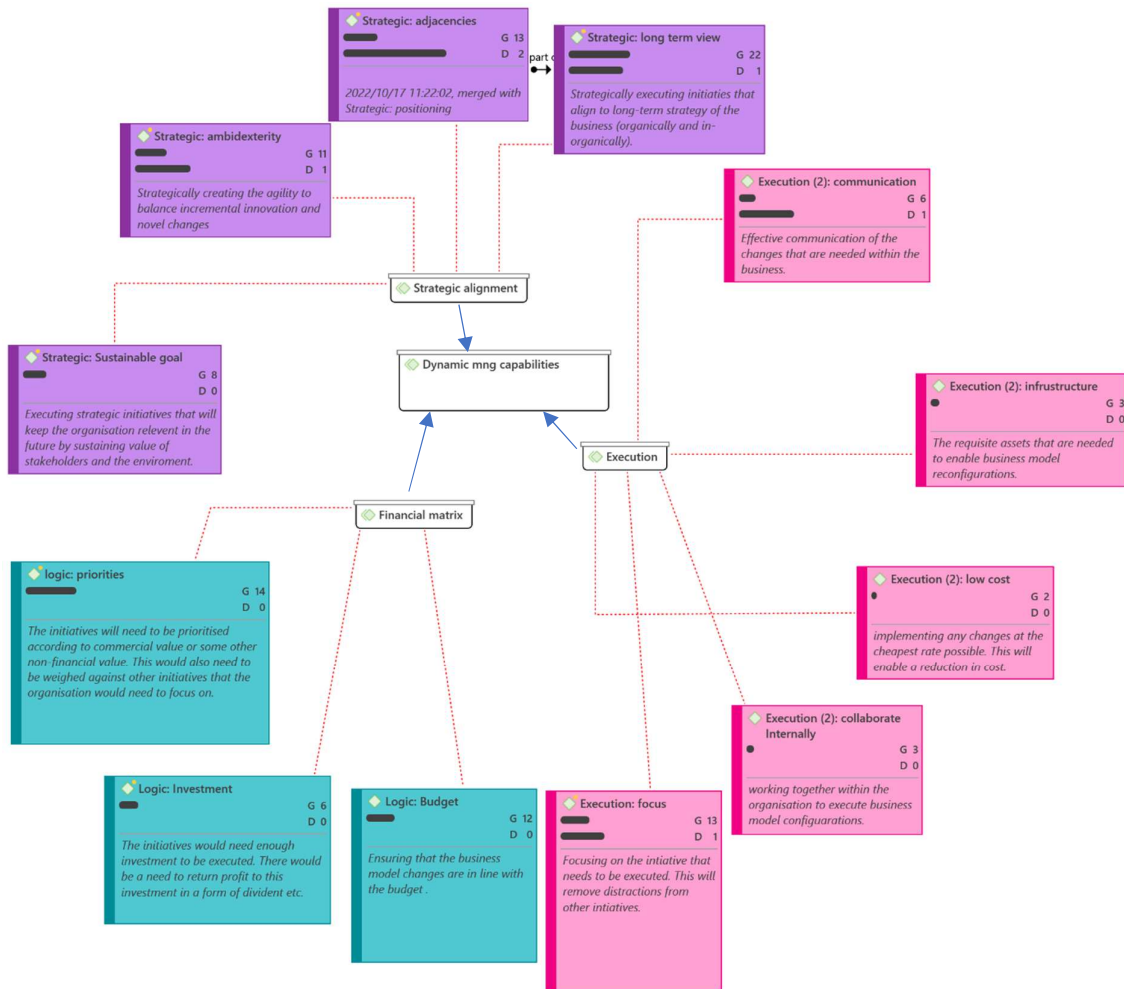 Strategic: adjacencies
G 13
D 2
2022/10/17 11:22:02, merged with
Strategic: positioning
part o
Strategic: long term view
G 22
D 1
Strategically executing initiaties that
align to long-term strategy of the
business (organically and in-
organically).
Strategic: ambidexterity
G 11
D 1
Strategically creating the agility to
balance incremental innovation and
novel changes
Execution (2): communication
G 6
D 1
Effective communication of the
changes that are needed within the
business.
Strategic alignment
Strategic: Sustainable goal
G 8
D 0
Executing strategic initiatives that will
keep the organisation relevent in the
future by sustaining value of
stakeholders and the enviroment.
Dynamic mng capabilities
Execution (2): infrustructure
G 3
D 0
The requisite assets that are needed
to enable business model
reconfigurations.
Execution
Financial matrix
logic: priorities
G 14
D 0
The initiatives will need to be prioritised
according to commercial value or some other
non-financial value. This would also need to
be weighed against other initiatives that the
organisation would need to focus on.
Execution (2): low cost
G 2
D 0
implementing any changes at the
cheapest rate possible. This will
enable a reduction in cost.
Execution (2): collaborate
Internally
G 3
D 0
working together within the
organisation to execute business
model configuarations.
Logic: Investment
G 6
D 0
The initiatives would need enough
investment to be executed. There would
be a need to return profit to this
investment in a form of divident etc.
Logic: Budget
G 12
D 0
Ensuring that the business
model changes are in line with
the budget .
Execution: focus
G 13
D 1
Focusing on the intiative that
needs to be executed. This will
remove distractions from
other intiatives.